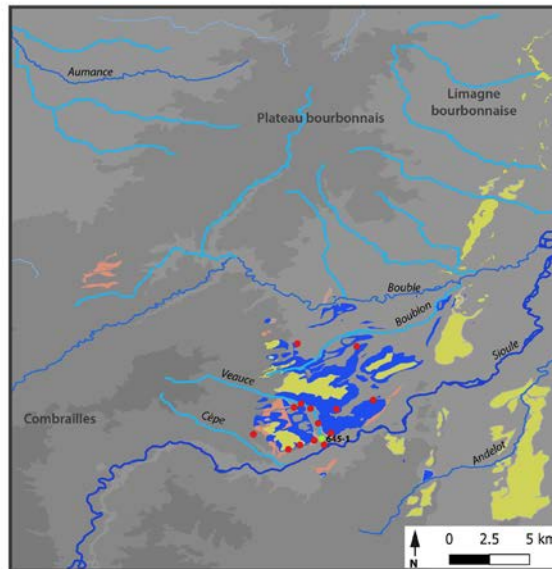 Aumance
Limagne
bourbonnaise
Plateau bourbonnais
Bouble
Boublon
Sioule
Veauce
Cèpe
Combrailles
645-1
Andelot
N
0 2.5 5 km